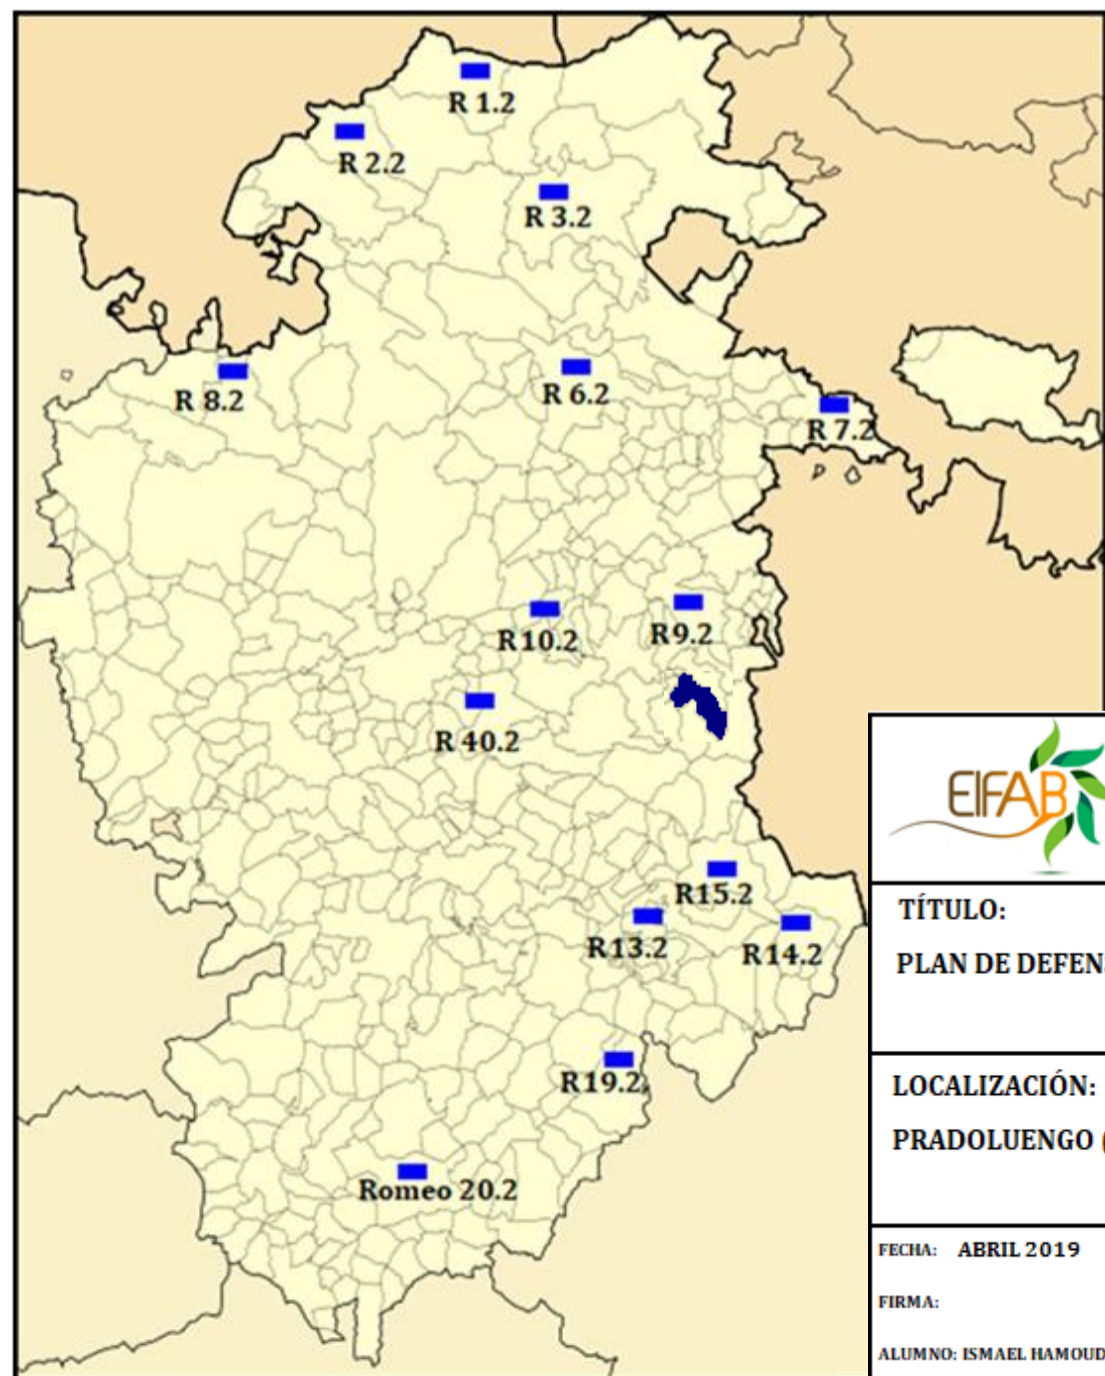 R 1.2
R 2.2
R 3.2
R 8.2
R 6.2
R 7.2
R10.2
R9.2
R 40.2
R15.2
R13.2
R14.2
R19.2
Romeo 20.2
EIFAB
TÍTULO:
PLAN DE DEFEN
LOCALIZACIÓN:
PRADOLUENGO (
FECHA: ABRIL 2019
FIRMA:
ALUMNO: ISMAEL HAMOUD